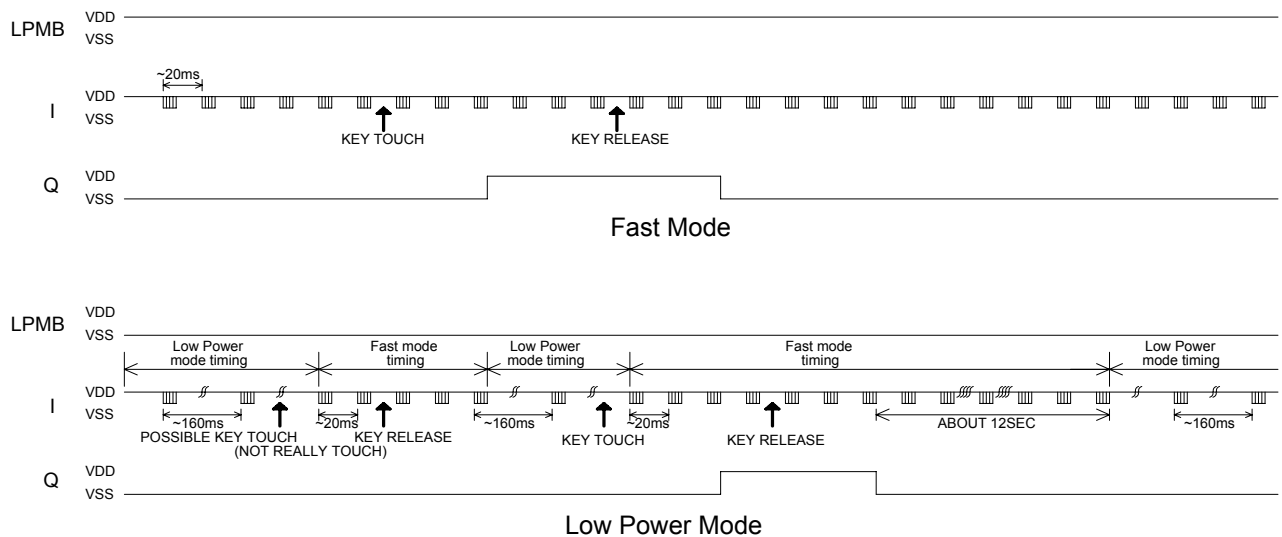 LPMB VDD
VSS
~20ms
I VDD
VSS
KEY TOUCH KEY RELEASE
Q VDD
VSS
Fast Mode
LPMB VDD
VSS
Low Power
mode timing
Fast mode
timing
Low Power
mode timing
Fast mode
timing
Low Power
mode timing
I VDD
VSS
~160ms ~20ms ~160ms ~20ms ABOUT 12SEC ~160ms
POSSIBLE KEY TOUCH
(NOT REALLY TOUCH)
KEY RELEASE KEY TOUCH KEY RELEASE
Q VDD
VSS
Low Power Mode